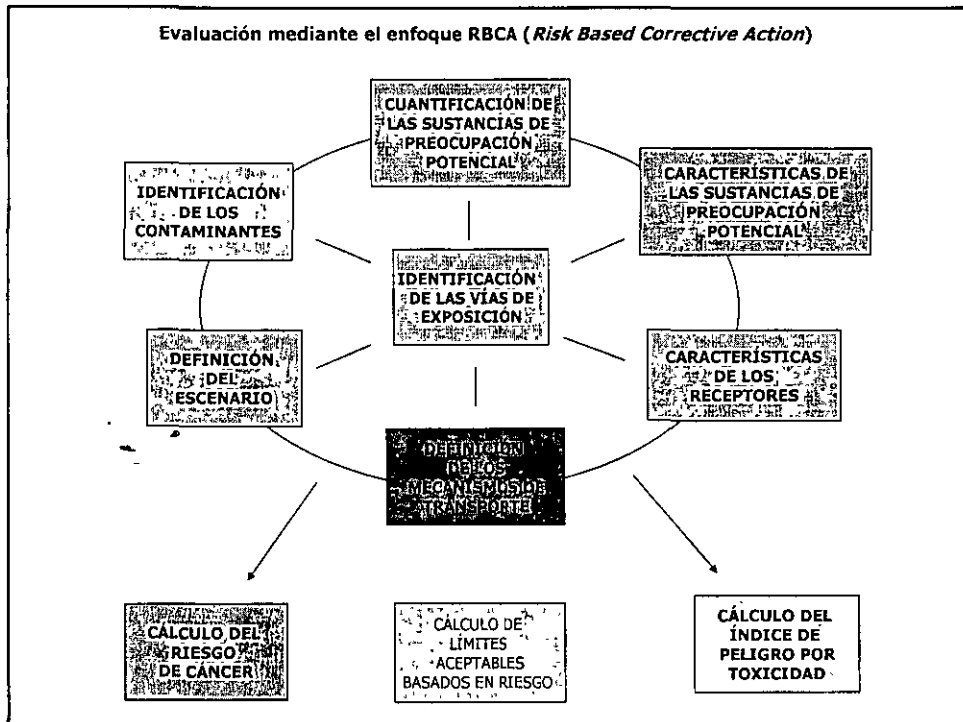 Evaluación mediante el enfoque RBCA (Risk Based Corrective Action)
CUANTIFICACIÓN DE
LAS SUSTANCIAS DE
PREOCUPACIÓN
POTENCIAL
IDENTIFICACIÓN
DE LOS
CONTAMINANTES
CARACTERÍSTICAS DE
LAS SUSTANCIAS DE
PREOCUPACIÓN
POTENCIAL
IDENTIFICACIÓN
DE LAS VÍAS DE
EXPOSICIÓN
DEFINICIÓN
DEL
ESCENARIO
CARACTERÍSTICAS
DE LOS
RECEPTORES
DEFINICIÓN
DE LOS
MECANISMOS DE
TRANSPORTE
CÁLCULO DEL
RIESGO
DE CÁNCER
CÁLCULO DE
LÍMITES
ACEPTABLES
BASADOS EN RIESGO
CÁLCULO DEL
ÍNDICE DE
PELIGRO POR
TOXICIDAD